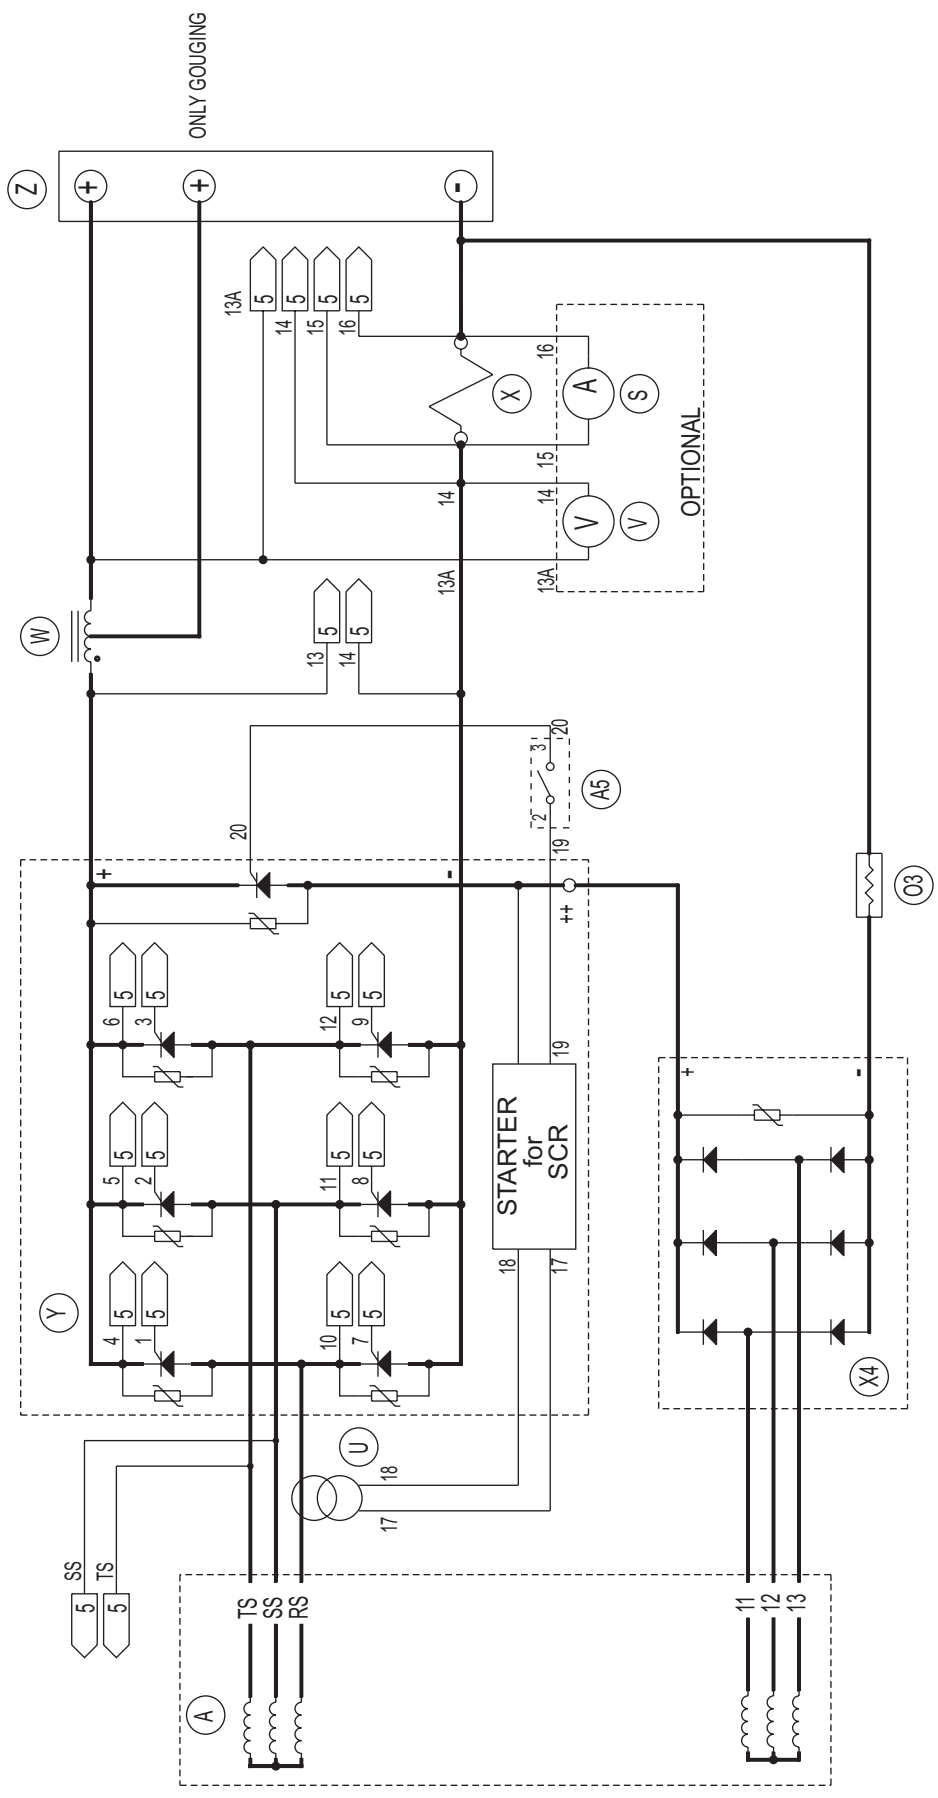 Z
ONLY GOUGING
+
+
-
13A
5
14
5
15
5
16
5
X
16
A
S
15
14
14
V
V
13A
13A
OPTIONAL
W
13
5
14
5
20
20
3
2
A5
19
+
-
++
O3
6
5
3
5
12
5
9
5
5
5
2
5
11
5
8
5
4
5
1
5
10
5
7
5
Y
19
STARTER
for
SCR
18
17
+
-
X4
U
18
17
SS
5
TS
5
TS
SS
RS
A
11
12
13